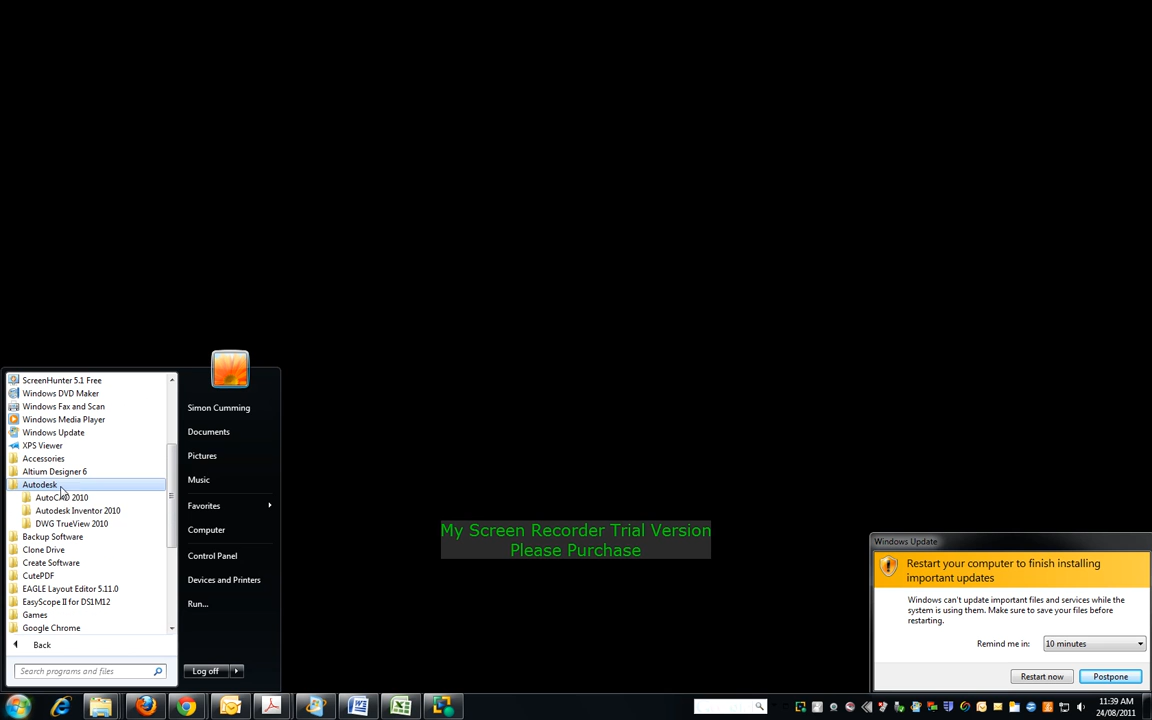 ScreenHunter 5.1 Free
Windows DVD Maker
Windows Fax and Scan
Windows Media Player
Windows Update
XPS Viewer
Accessories
Altium Designer 6
Autodesk
AutoCAD 2010
Autodesk Inventor 2010
DWG TrueView 2010
Backup Software
Clone Drive
Create Software
CutePDF
EAGLE Layout Editor 5.11.0
EasyScope II for DS1M12
Games
Google Chrome
Back
Search programs and files
Simon Cumming
Documents
Pictures
Music
Favorites
Computer
Control Panel
Devices and Printers
Run...
Log off
My Screen Recorder Trial Version
Please Purchase
Windows Update
Restart your computer to finish installing
important updates
Windows can't update important files and services while the
system is using them. Make sure to save your files before
restarting.
Remind me in: 10 minutes
Restart now Postpone
11:39 AM
24/08/2011